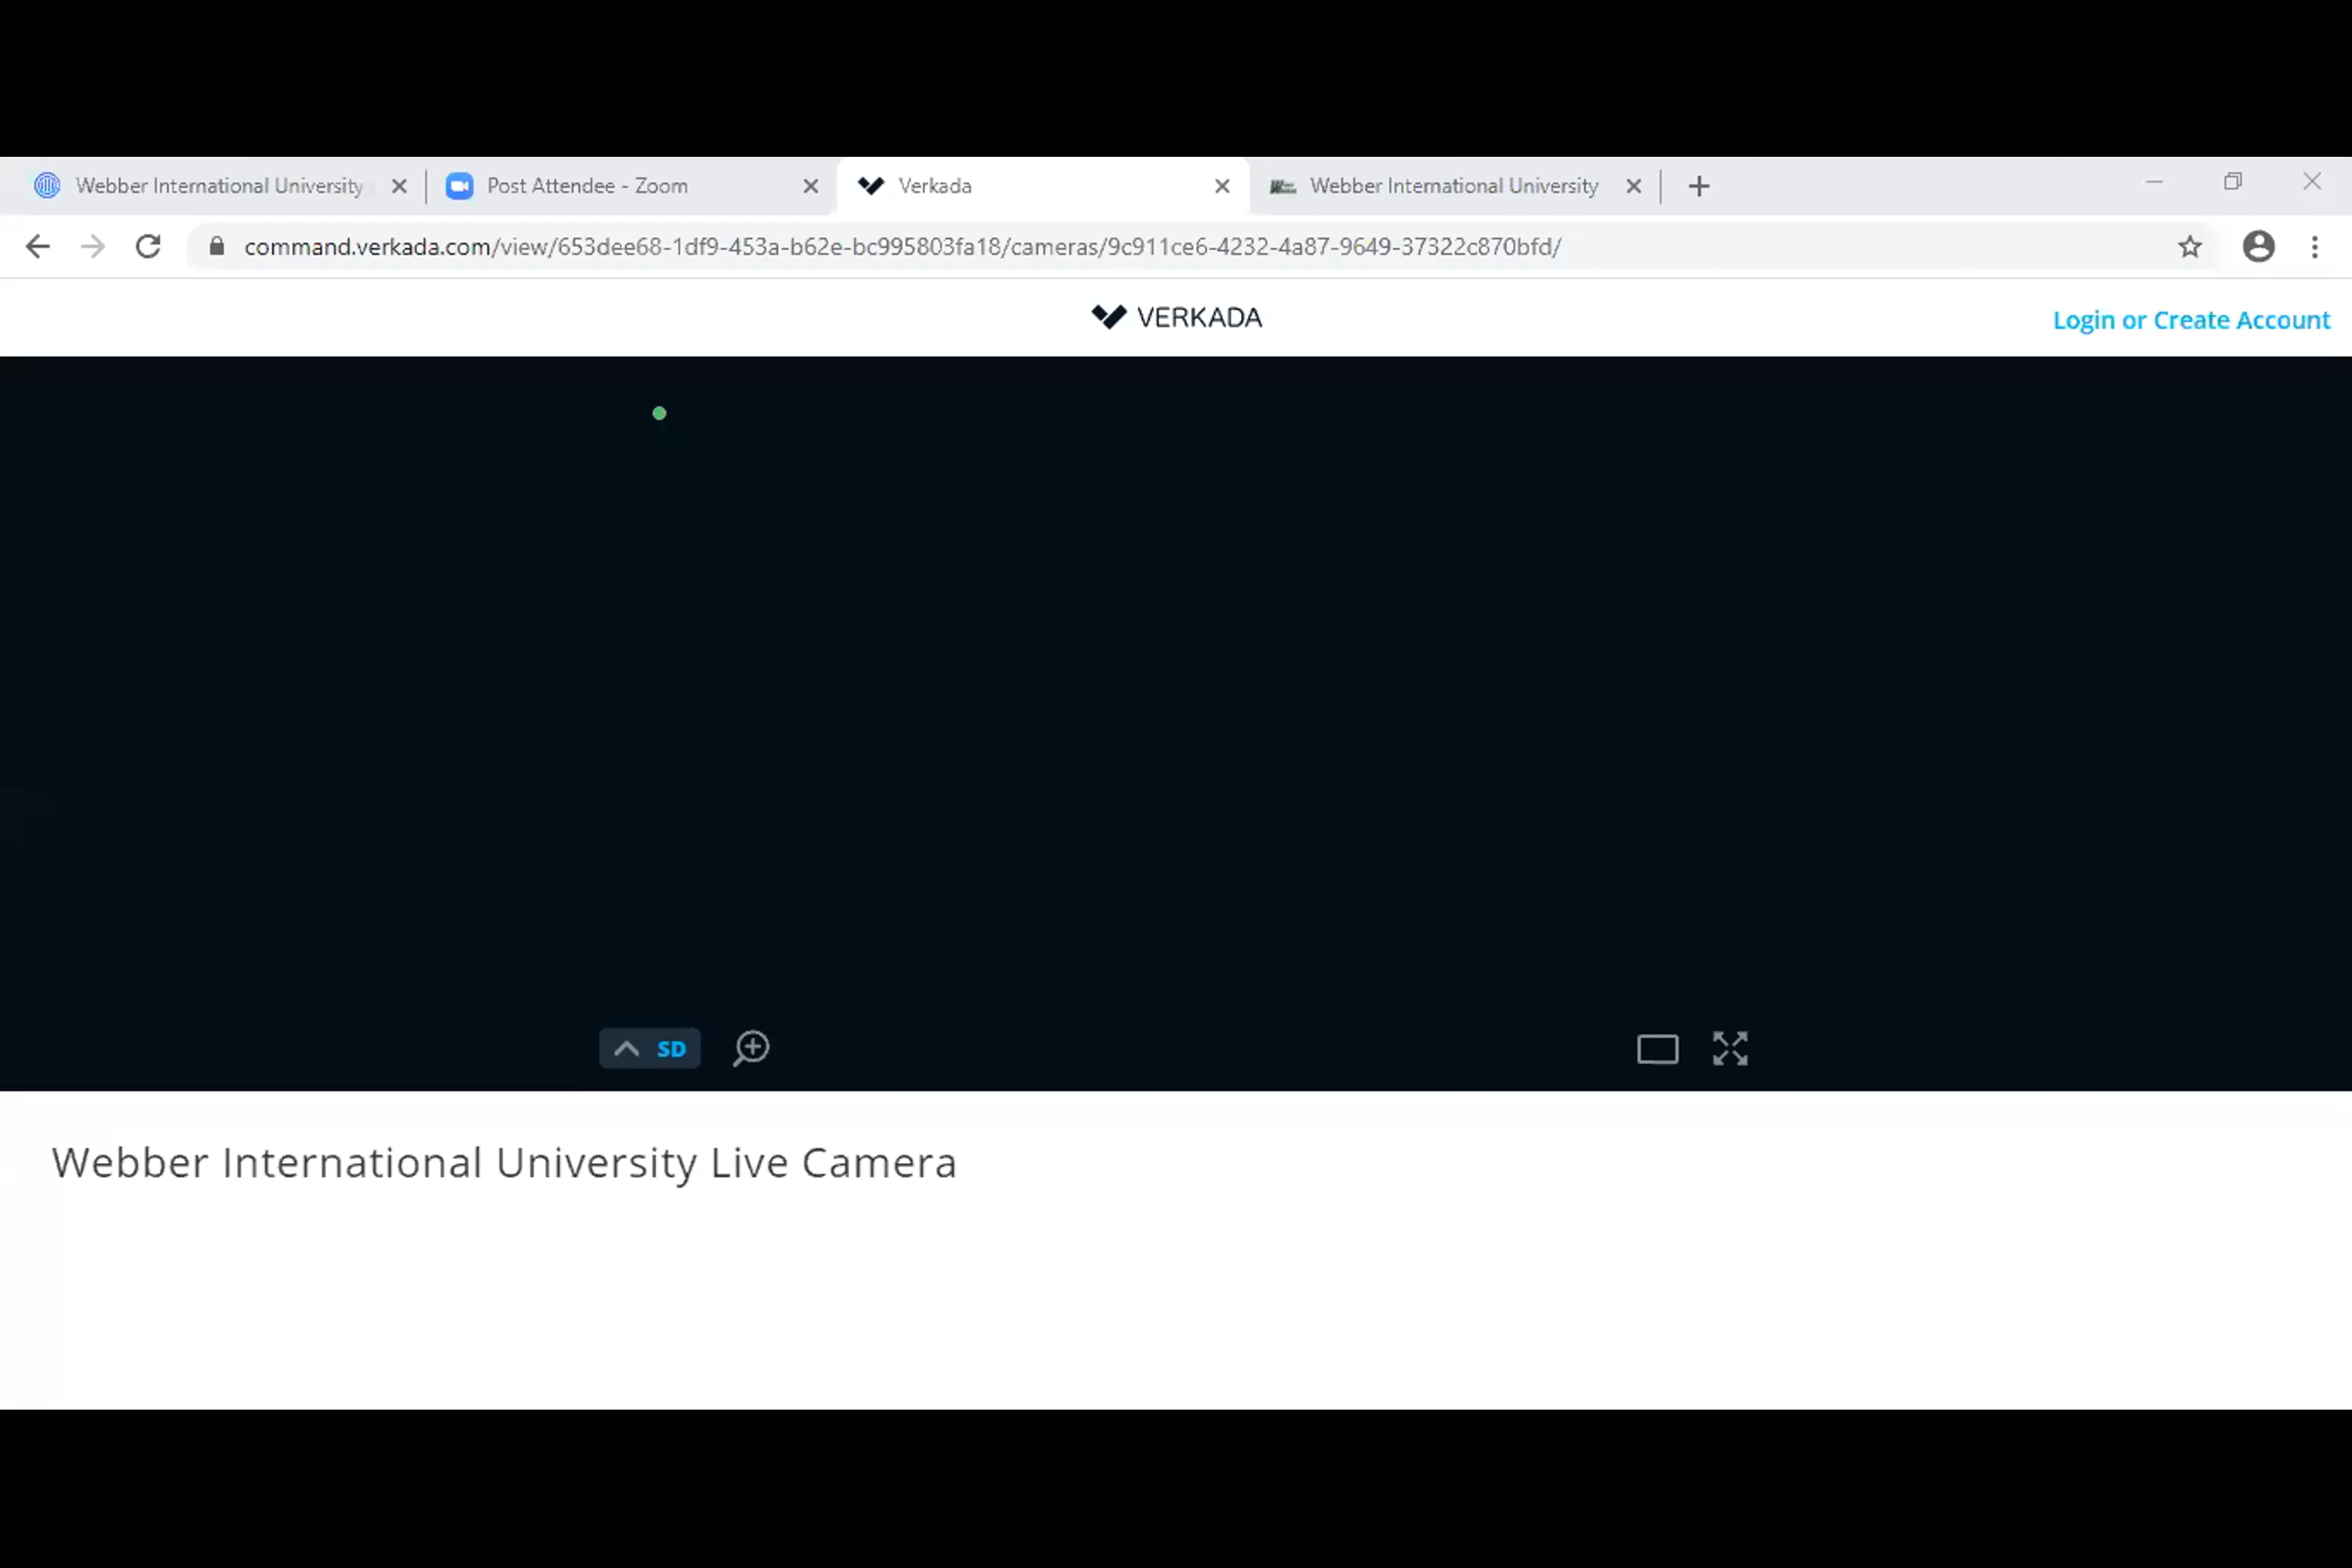 Webber International University
Post Attendee - Zoom
Verkada
Webber International University
command.verkada.com/view/653dee68-1df9-453a-b62e-bc995803fa18/cameras/9c911ce6-4232-4a87-9649-37322c870bfd/
VERKADA
Login or Create Account
SD
Webber International University Live Camera